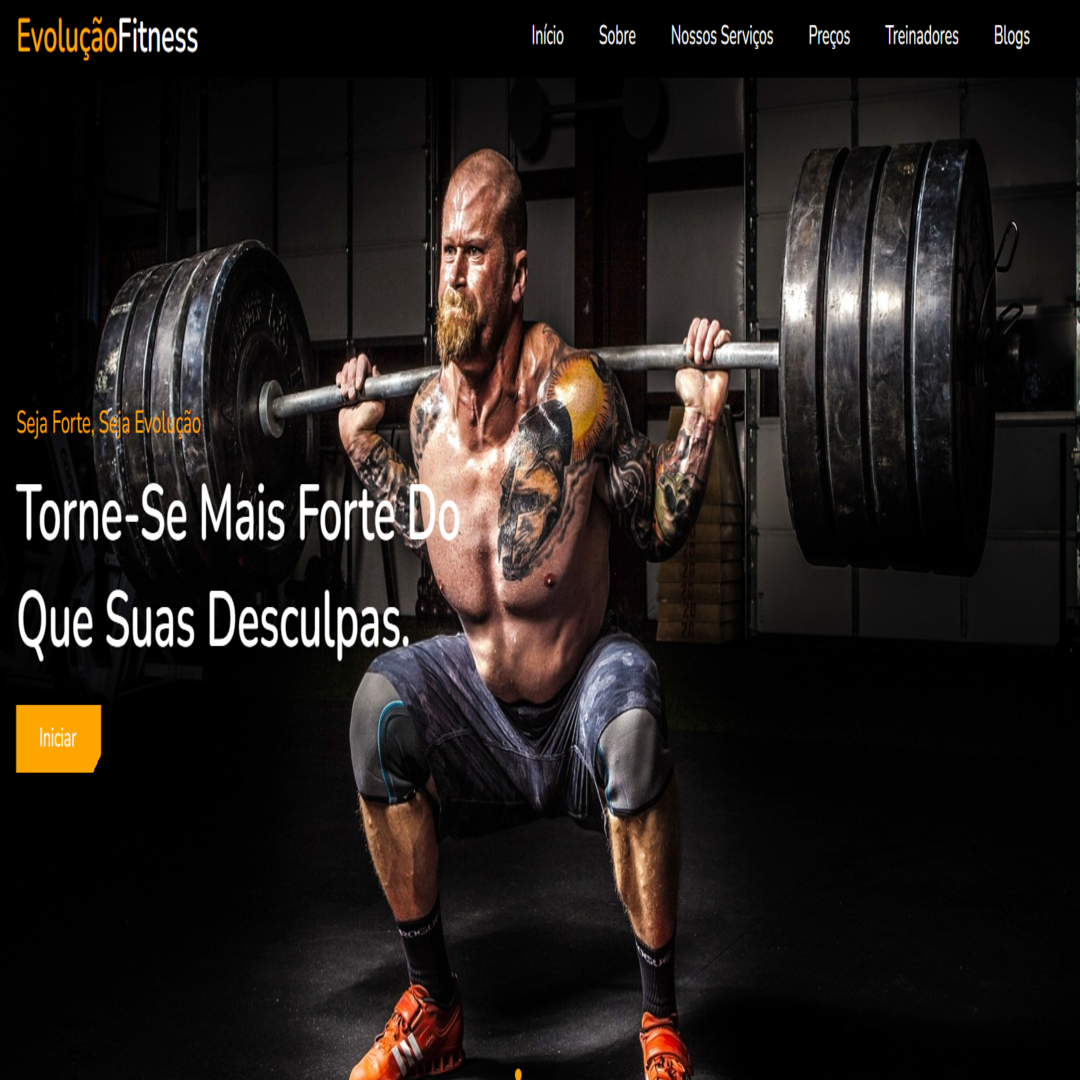 EvoluçãoFitness
Início Sobre Nossos Serviços Preços Treinadores Blogs
Seja Forte, Seja Evolução
Torne-Se Mais Forte Do
Que Suas Desculpas.
Iniciar